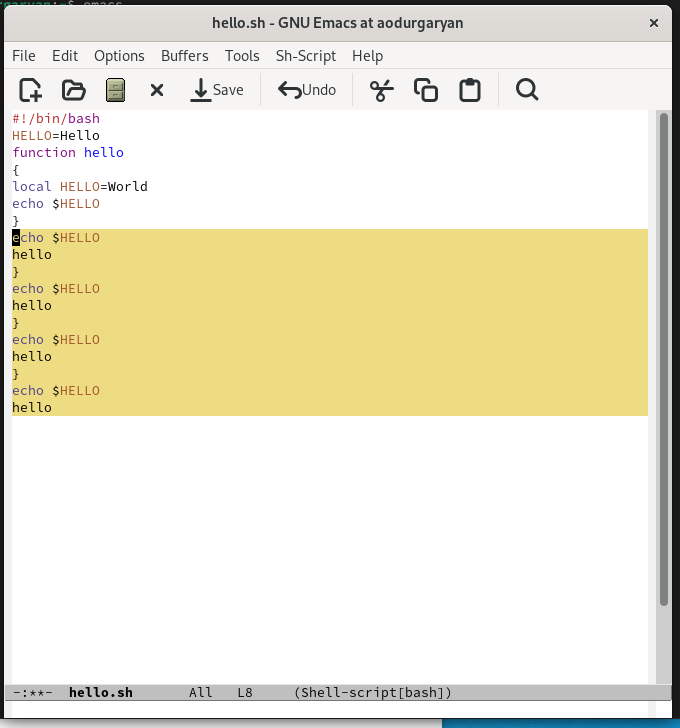 hello.sh - GNU Emacs at aodurgaryan
File Edit Options Buffers Tools Sh-Script Help
Save Undo
#!/bin/bash
HELLO=Hello
function hello
{
local HELLO=World
echo $HELLO
}
echo $HELLO
hello
}
echo $HELLO
hello
}
echo $HELLO
hello
}
echo $HELLO
hello
-:**- hello.sh All L8 (Shell-script[bash])